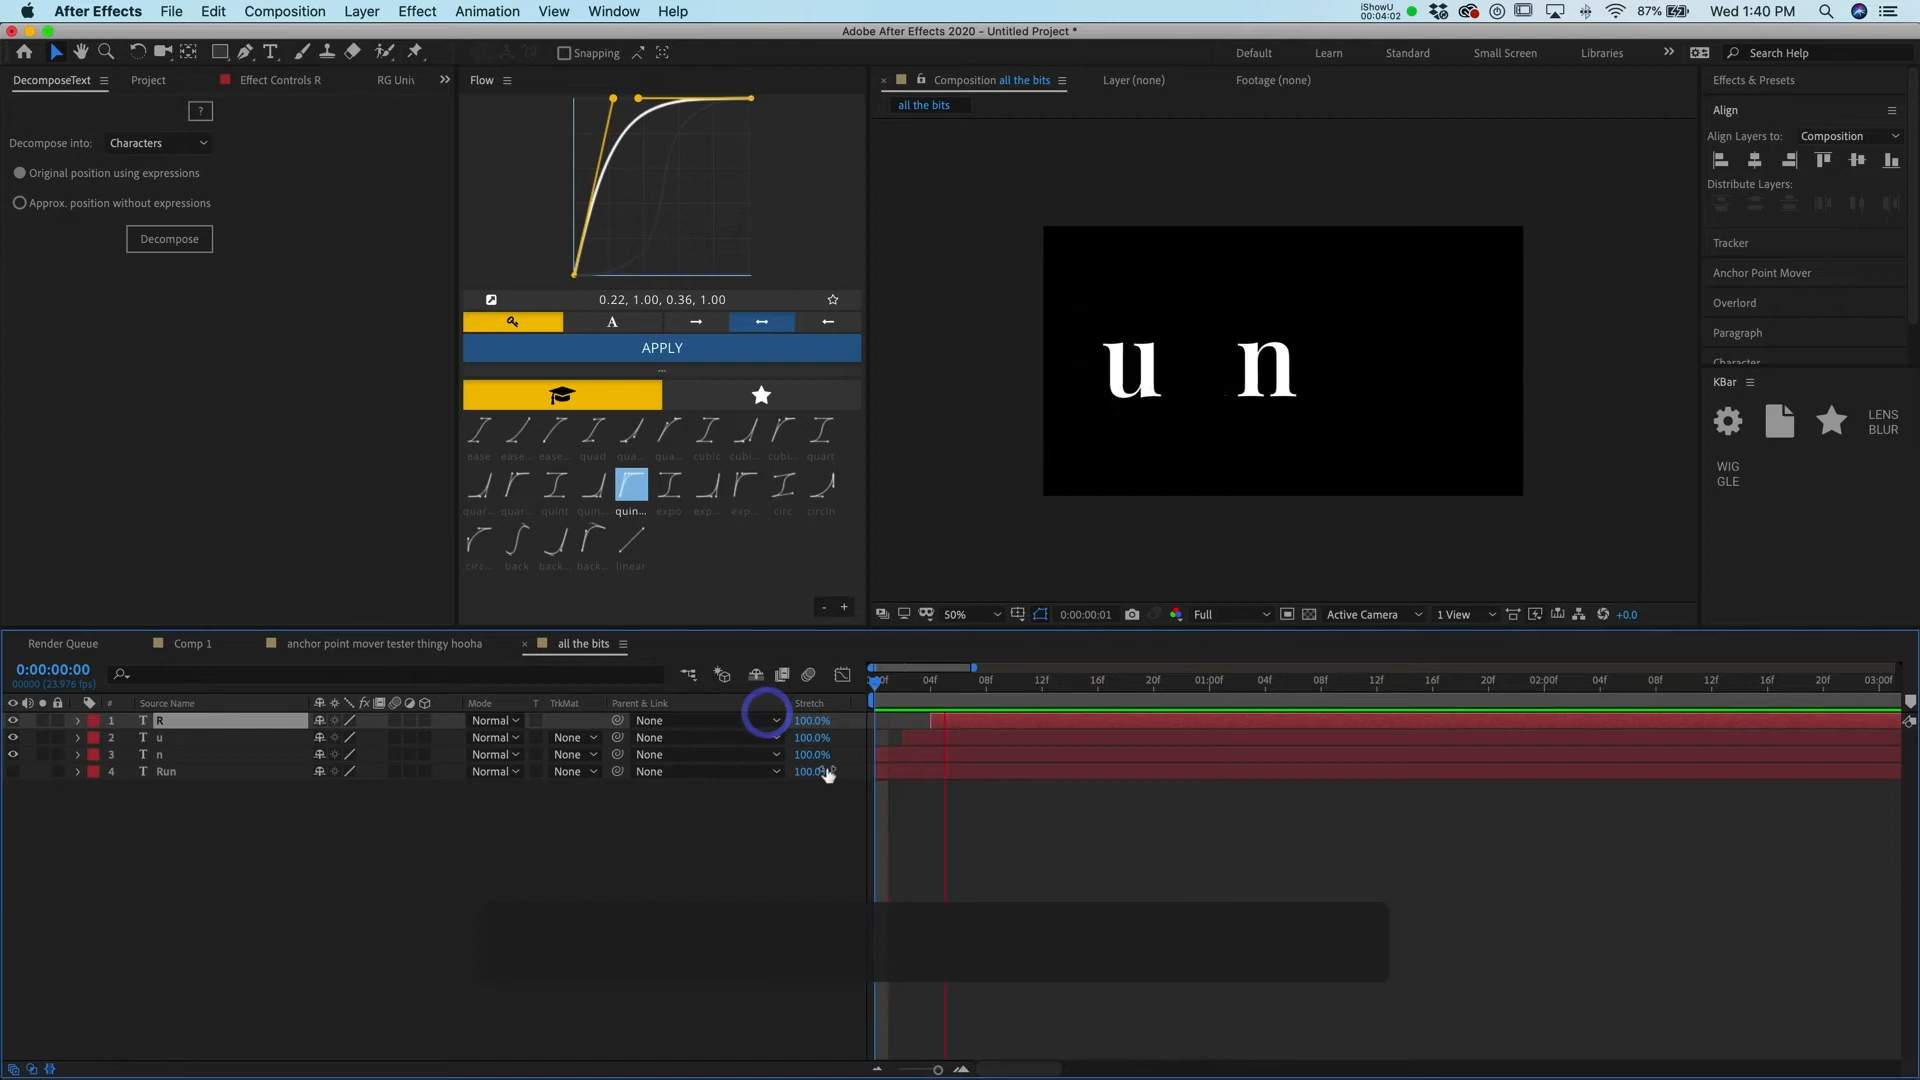 After Effects File Edit Composition Layer Effect Animation View Window Help
iShowU
00:04:02
87%
Wed 1:40 PM
Adobe After Effects 2020 - Untitled Project *
Snapping
Default Learn Standard Small Screen Libraries
Search Help
DecomposeText Project Effect Controls R RG Univ
Flow
Composition all the bits Layer (none) Footage (none)
Effects & Presets
all the bits
Align
?
Decompose into: Characters
Align Layers to: Composition
Original position using expressions
Distribute Layers:
Approx. position without expressions
Decompose
Tracker
Anchor Point Mover
Overlord
0.22, 1.00, 0.36, 1.00
A
Paragraph
APPLY
u n
Character
KBar
LENS BLUR
ease ease... ease... quad qua... qua... cubic cubi... cubi... quart
WIG GLE
quar... quar... quint quin... quin... expo exp... exp... circ circIn
circ... back back... back... linear
- +
50% 0:00:00:01 Full Active Camera 1 View +0.0
Render Queue Comp 1 anchor point mover tester thingy hooha all the bits
0:00:00:00
00000 (23.976 fps)
04f 08f 12f 16f 20f 01:00f 04f 08f 12f 16f 20f 02:00f 04f 08f 12f 16f 20f 03:00f
# Source Name fx Mode T TrkMat Parent & Link Stretch
1 T R Normal None 100.0%
2 T u Normal None None 100.0%
3 T n Normal None None 100.0%
4 T Run Normal None None